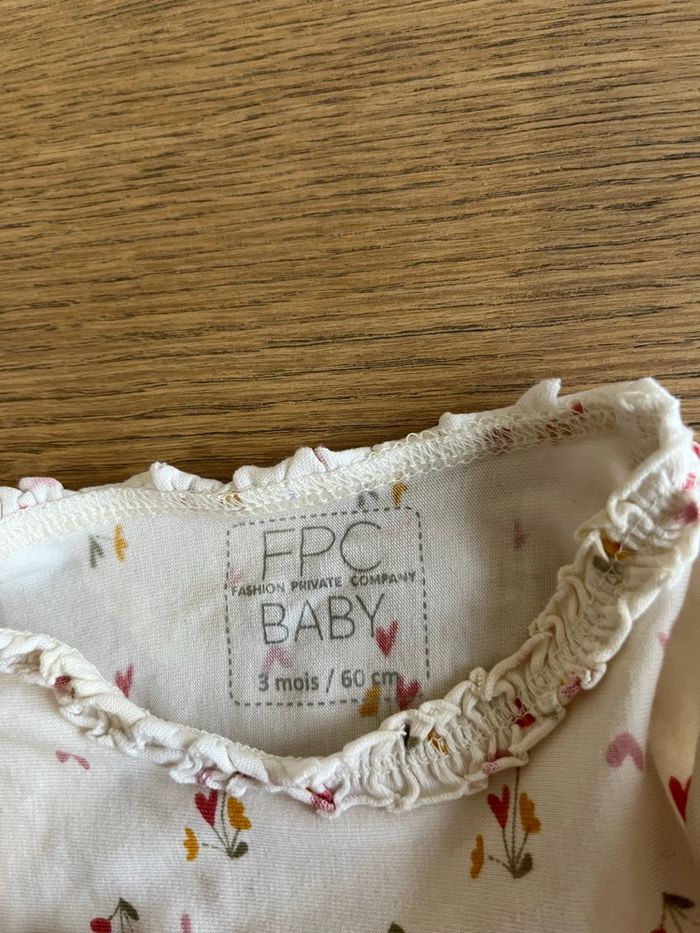 FPC
FASHION PRIVATE COMPANY
BABY
3 mois / 60 cm